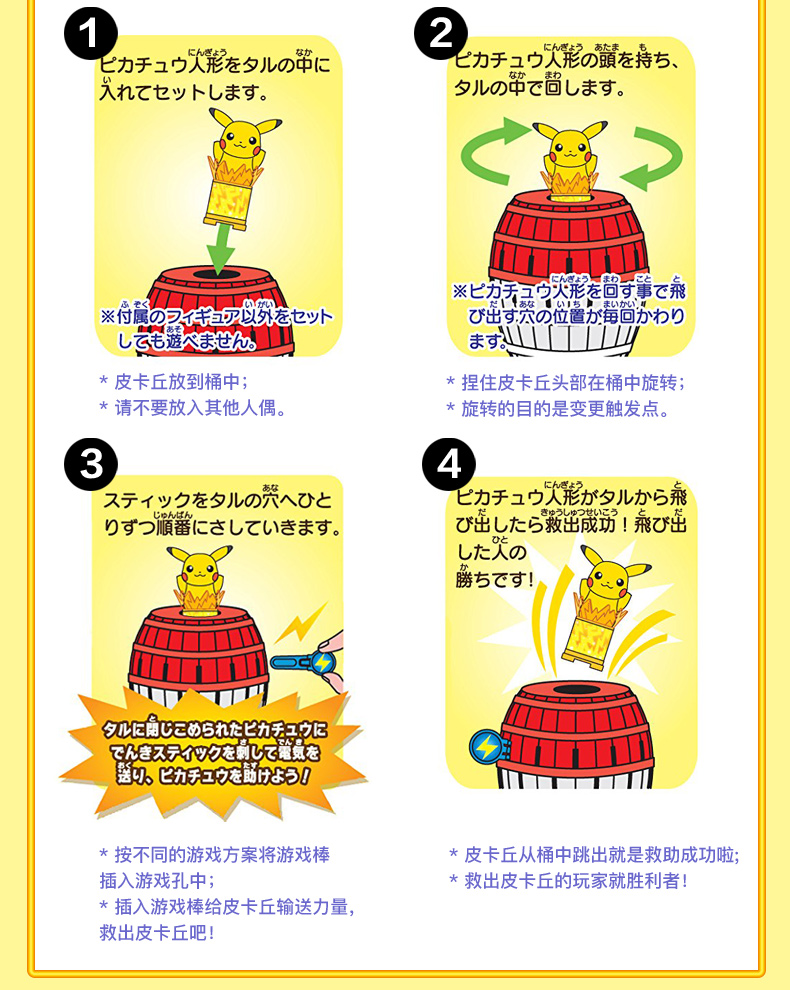 1
ピカチュウ人形をタルの中に
入れてセットします。
※付属のフィギュア以外をセット
しても遊べません。
* 皮卡丘放到桶中;
* 请不要放入其他人偶。
2
ピカチュウ人形の頭を持ち、
タルの中で回します。
※ピカチュウ人形を回す事で飛
び出す穴の位置が毎回かわり
ます。
* 捏住皮卡丘头部在桶中旋转;
* 旋转的目的是变更触发点。
3
スティックをタルの穴へひと
りずつ順番にさしていきます。
タルに閉じこめられたピカチュウに
でんきスティックを刺して電気を
送り、ピカチュウを助けよう!
* 按不同的游戏方案将游戏棒
插入游戏孔中;
* 插入游戏棒给皮卡丘输送力量,
救出皮卡丘吧!
4
ピカチュウ人形がタルから飛
び出したら救出成功!飛び出
した人の
勝ちです!
* 皮卡丘从桶中跳出就是救助成功啦;
* 救出皮卡丘的玩家就胜利者!